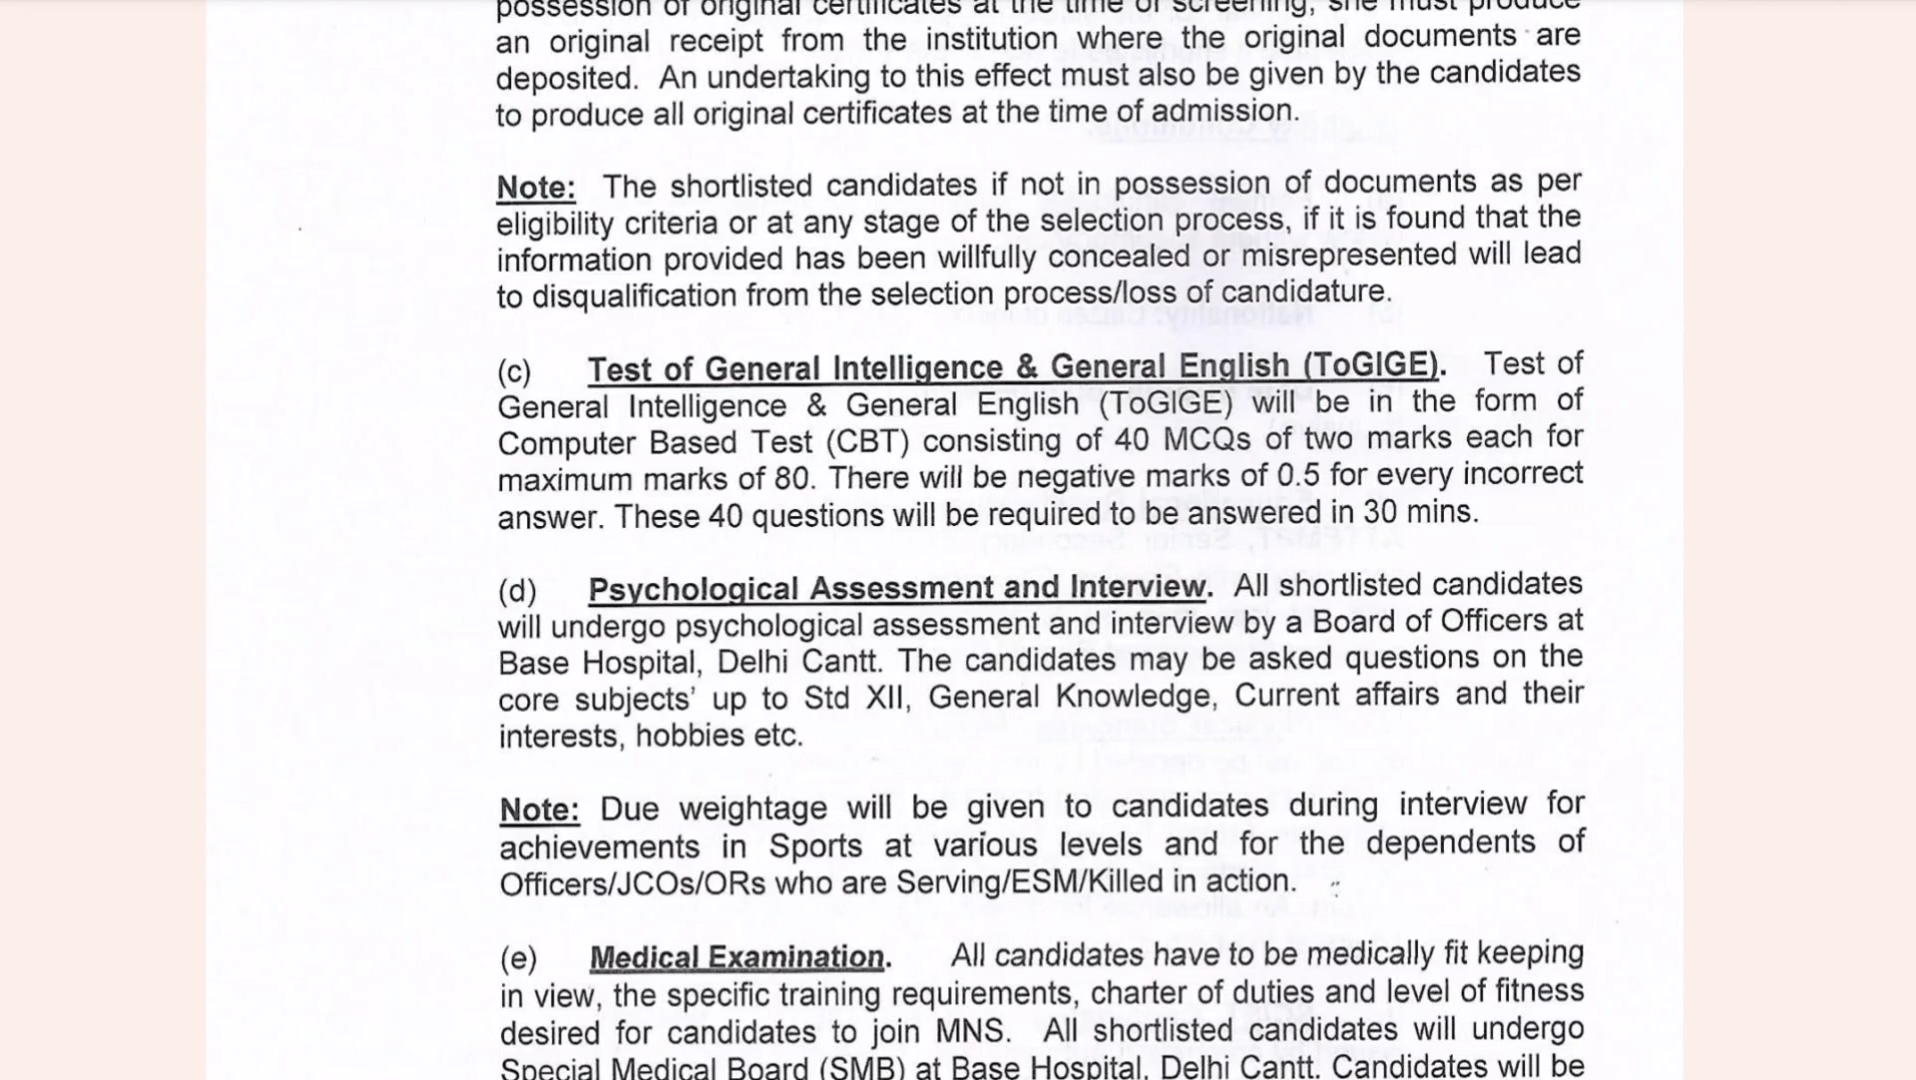 possession of original certificates at the time of screening, she must produce
an original receipt from the institution where the original documents are
deposited. An undertaking to this effect must also be given by the candidates
to produce all original certificates at the time of admission.
Note: The shortlisted candidates if not in possession of documents as per
eligibility criteria or at any stage of the selection process, if it is found that the
information provided has been willfully concealed or misrepresented will lead
to disqualification from the selection process/loss of candidature.
(c) Test of General Intelligence & General English (ToGIGE). Test of
General Intelligence & General English (ToGIGE) will be in the form of
Computer Based Test (CBT) consisting of 40 MCQs of two marks each for
maximum marks of 80. There will be negative marks of 0.5 for every incorrect
answer. These 40 questions will be required to be answered in 30 mins.
(d) Psychological Assessment and Interview. All shortlisted candidates
will undergo psychological assessment and interview by a Board of Officers at
Base Hospital, Delhi Cantt. The candidates may be asked questions on the
core subjects’ up to Std XII, General Knowledge, Current affairs and their
interests, hobbies etc.
Note: Due weightage will be given to candidates during interview for
achievements in Sports at various levels and for the dependents of
Officers/JCOs/ORs who are Serving/ESM/Killed in action.
(e) Medical Examination. All candidates have to be medically fit keeping
in view, the specific training requirements, charter of duties and level of fitness
desired for candidates to join MNS. All shortlisted candidates will undergo
Special Medical Board (SMB) at Base Hospital, Delhi Cantt. Candidates will be